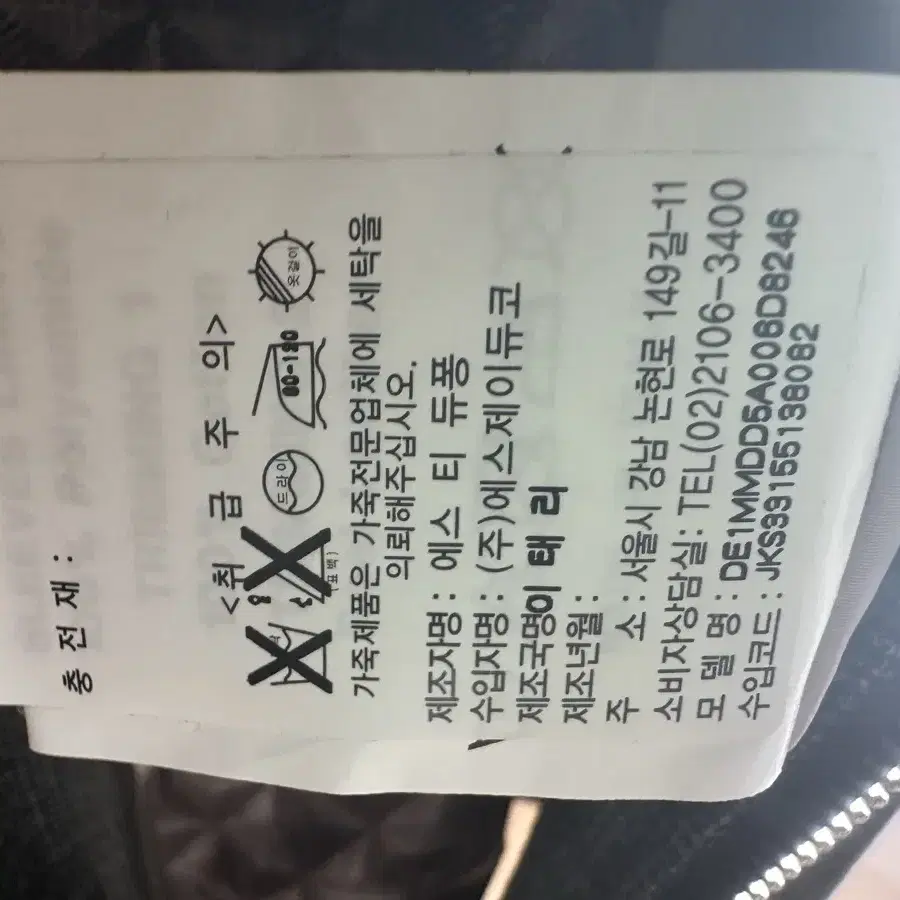 충 전 재 :
<취 급 주 의>
표백)
드라이
80-120
옷걸이
가죽제품은 가죽전문업체에 세탁을
의뢰해주십시오.
제조자명 : 에스 티 듀퐁
수입자명 : (주)에스제이듀코
제조국명이 태 리
제조년월 :
주 소 : 서울시 강남 논현로 149길-11
소비자상담실: TEL(02)2106-3400
모 델 명 : DE1MMDD5A006D8246
수입코드 : JKS33155138082